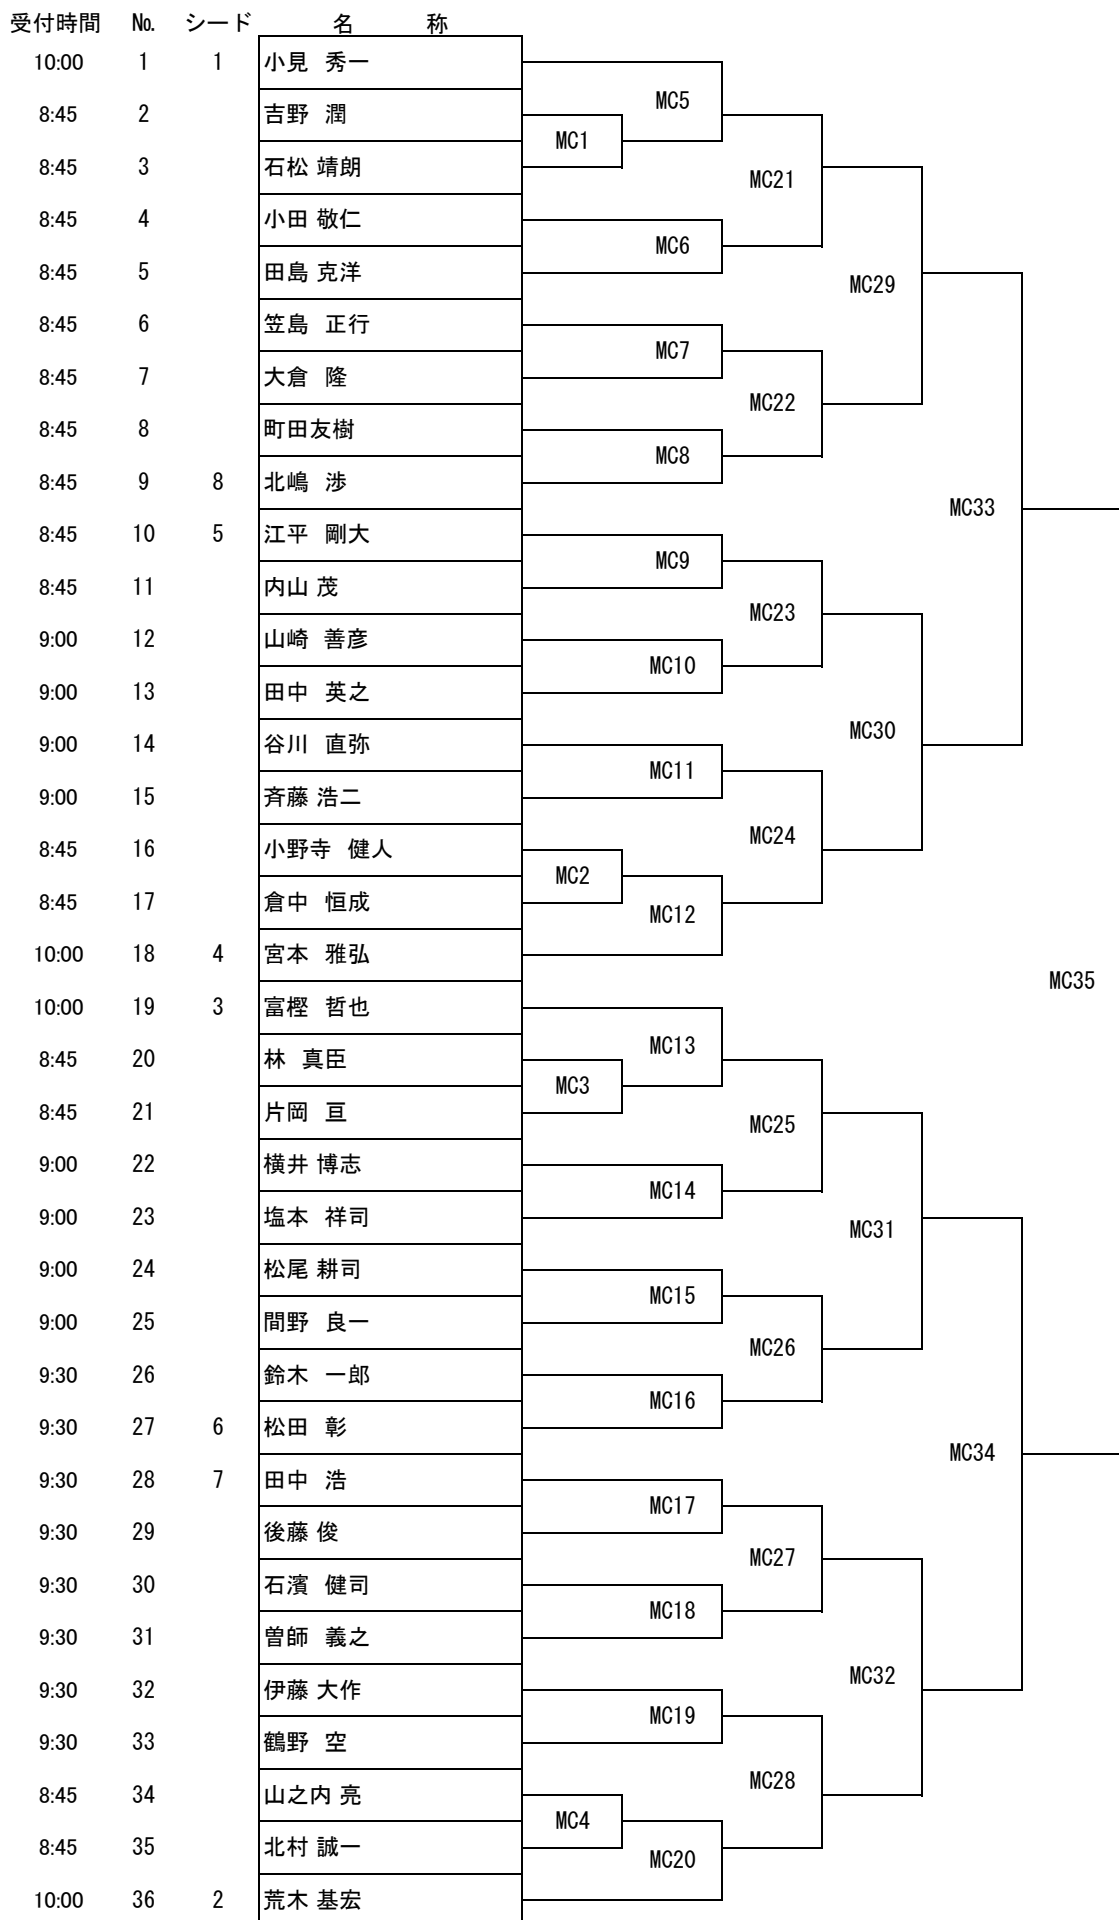 受付時間 № シード 名 称
10:00 1 1 小見 秀一
MC5
8:45 2 吉野 潤
MC1
8:45 3 石松 靖朗
MC21
8:45 4 小田 敬仁
MC6
8:45 5 田島 克洋
MC29
8:45 6 笠島 正行
MC7
8:45 7 大倉 隆
MC22
8:45 8 町田友樹
MC8
8:45 9 8 北嶋 渉
MC33
8:45 10 5 江平 剛大
MC9
8:45 11 内山 茂
MC23
9:00 12 山崎 善彦
MC10
9:00 13 田中 英之
MC30
9:00 14 谷川 直弥
MC11
9:00 15 斉藤 浩二
MC24
8:45 16 小野寺 健人
MC2
8:45 17 倉中 恒成
MC12
10:00 18 4 宮本 雅弘
MC35
10:00 19 3 富樫 哲也
MC13
8:45 20 林 真臣
MC3
8:45 21 片岡 亘
MC25
9:00 22 横井 博志
MC14
9:00 23 塩本 祥司
MC31
9:00 24 松尾 耕司
MC15
9:00 25 間野 良一
MC26
9:30 26 鈴木 一郎
MC16
9:30 27 6 松田 彰
MC34
9:30 28 7 田中 浩
MC17
9:30 29 後藤 俊
MC27
9:30 30 石濱 健司
MC18
9:30 31 曽師 義之
MC32
9:30 32 伊藤 大作
MC19
9:30 33 鶴野 空
MC28
8:45 34 山之内 亮
MC4
8:45 35 北村 誠一
MC20
10:00 36 2 荒木 基宏